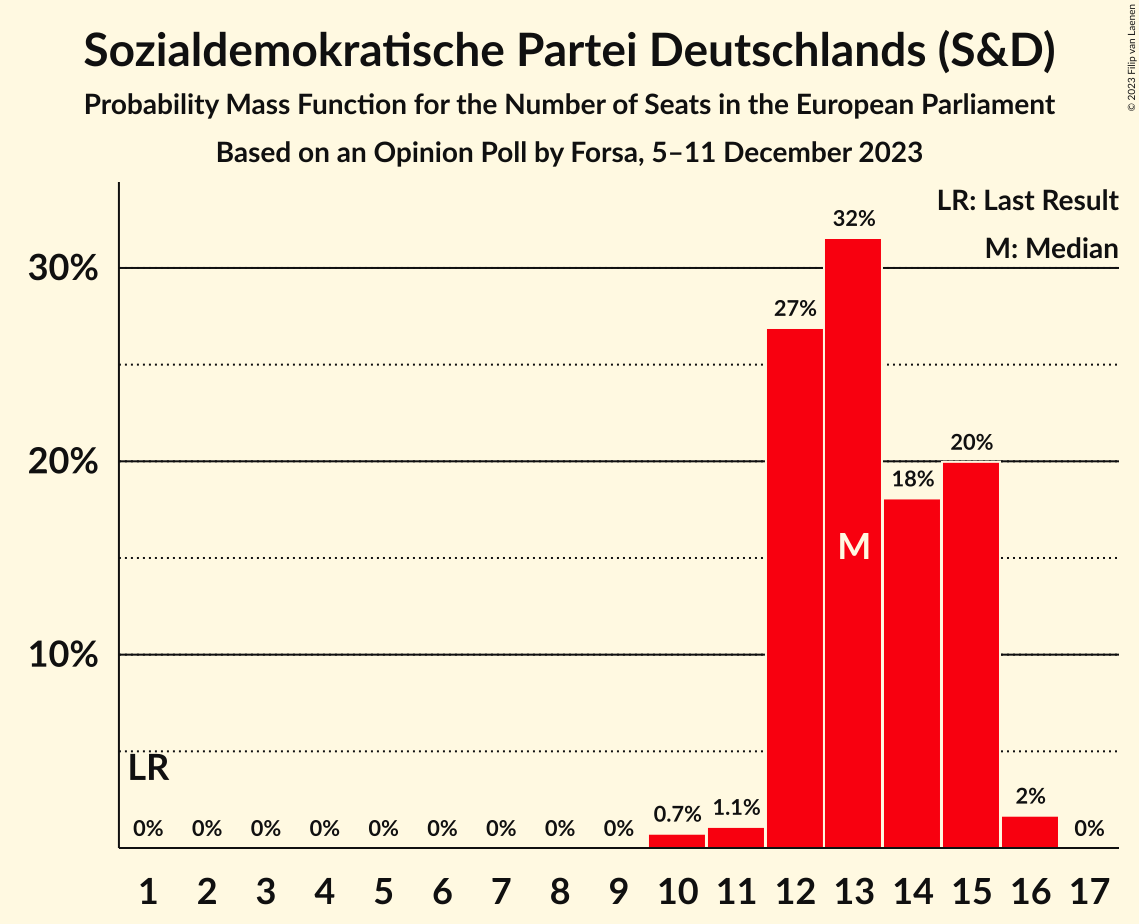 Sozialdemokratische Partei Deutschlands (S&D)
Probability Mass Function for the Number of Seats in the European Parliament
Based on an Opinion Poll by Forsa, 5–11 December 2023
© 2023 Filip van Laenen
LR: Last Result
M: Median
32%
30%
27%
20%
20%
18%
M
10%
LR
0% 0% 0% 0% 0% 0% 0% 0% 0% 0.7% 1.1% 2% 0%
1 2 3 4 5 6 7 8 9 10 11 12 13 14 15 16 17